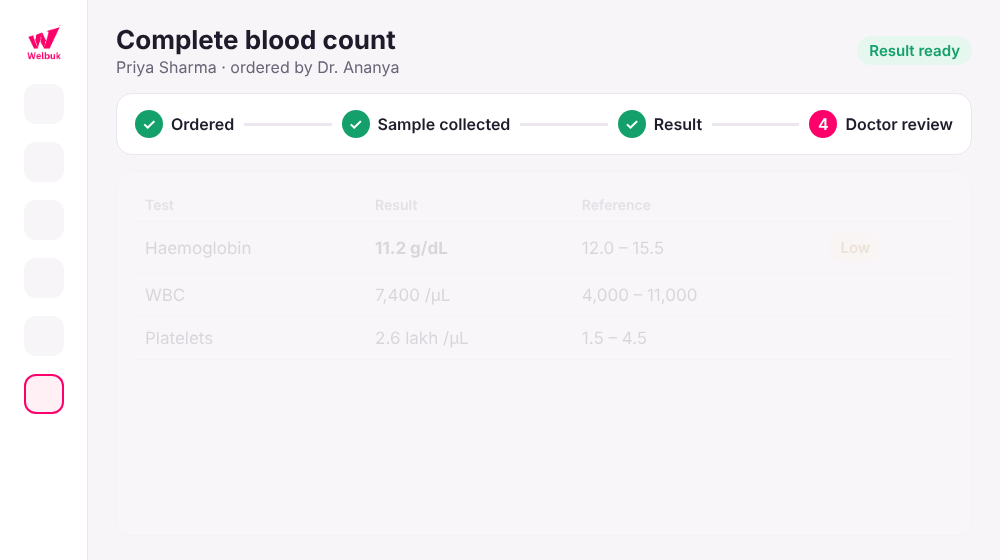 Welbuk
Complete blood count
Priya Sharma · ordered by Dr. Ananya
Result ready
Ordered
Sample collected
Result
4 Doctor review
Test Result Reference
Haemoglobin 11.2 g/dL 12.0 – 15.5 Low
WBC 7,400 /µL 4,000 – 11,000
Platelets 2.6 lakh /µL 1.5 – 4.5